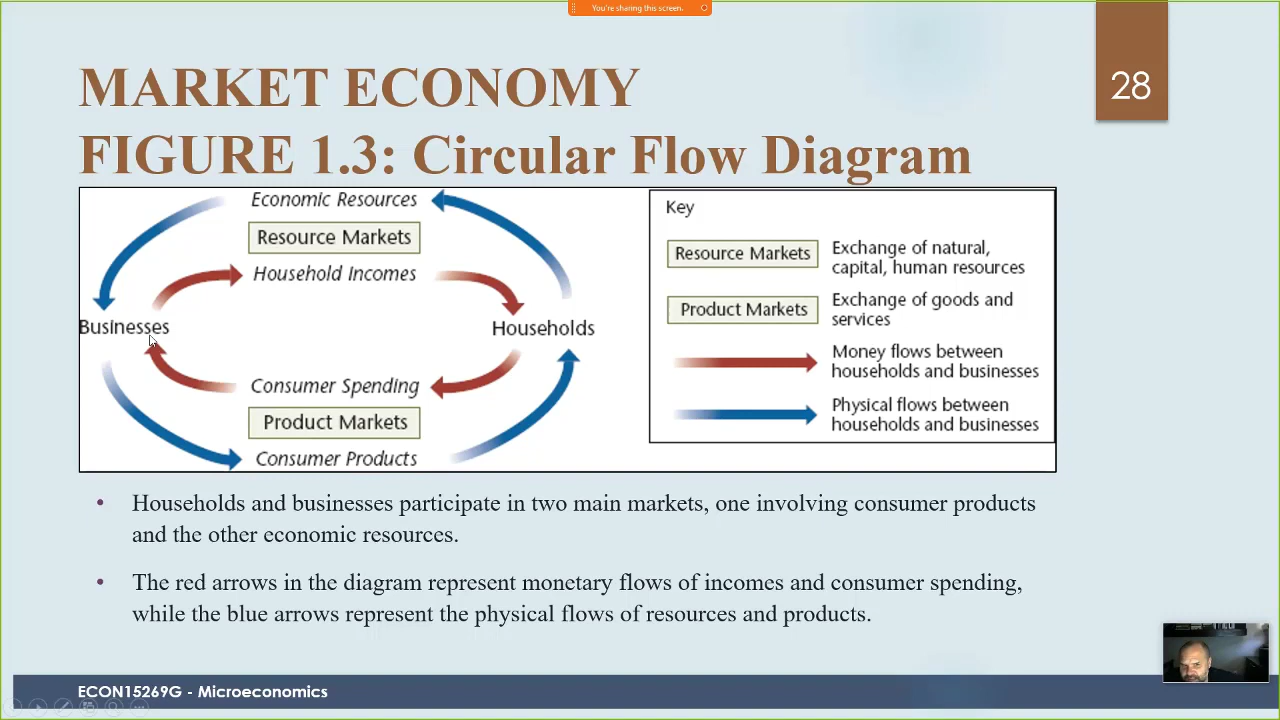 You're sharing this screen.
28
MARKET ECONOMY
FIGURE 1.3: Circular Flow Diagram
Economic Resources
Resource Markets
Household Incomes
Businesses
Households
Consumer Spending
Product Markets
Consumer Products
Key
Resource Markets
Exchange of natural,
capital, human resources
Product Markets
Exchange of goods and
services
Money flows between
households and businesses
Physical flows between
households and businesses
• Households and businesses participate in two main markets, one involving consumer products
and the other economic resources.
• The red arrows in the diagram represent monetary flows of incomes and consumer spending,
while the blue arrows represent the physical flows of resources and products.
ECON15269G - Microeconomics